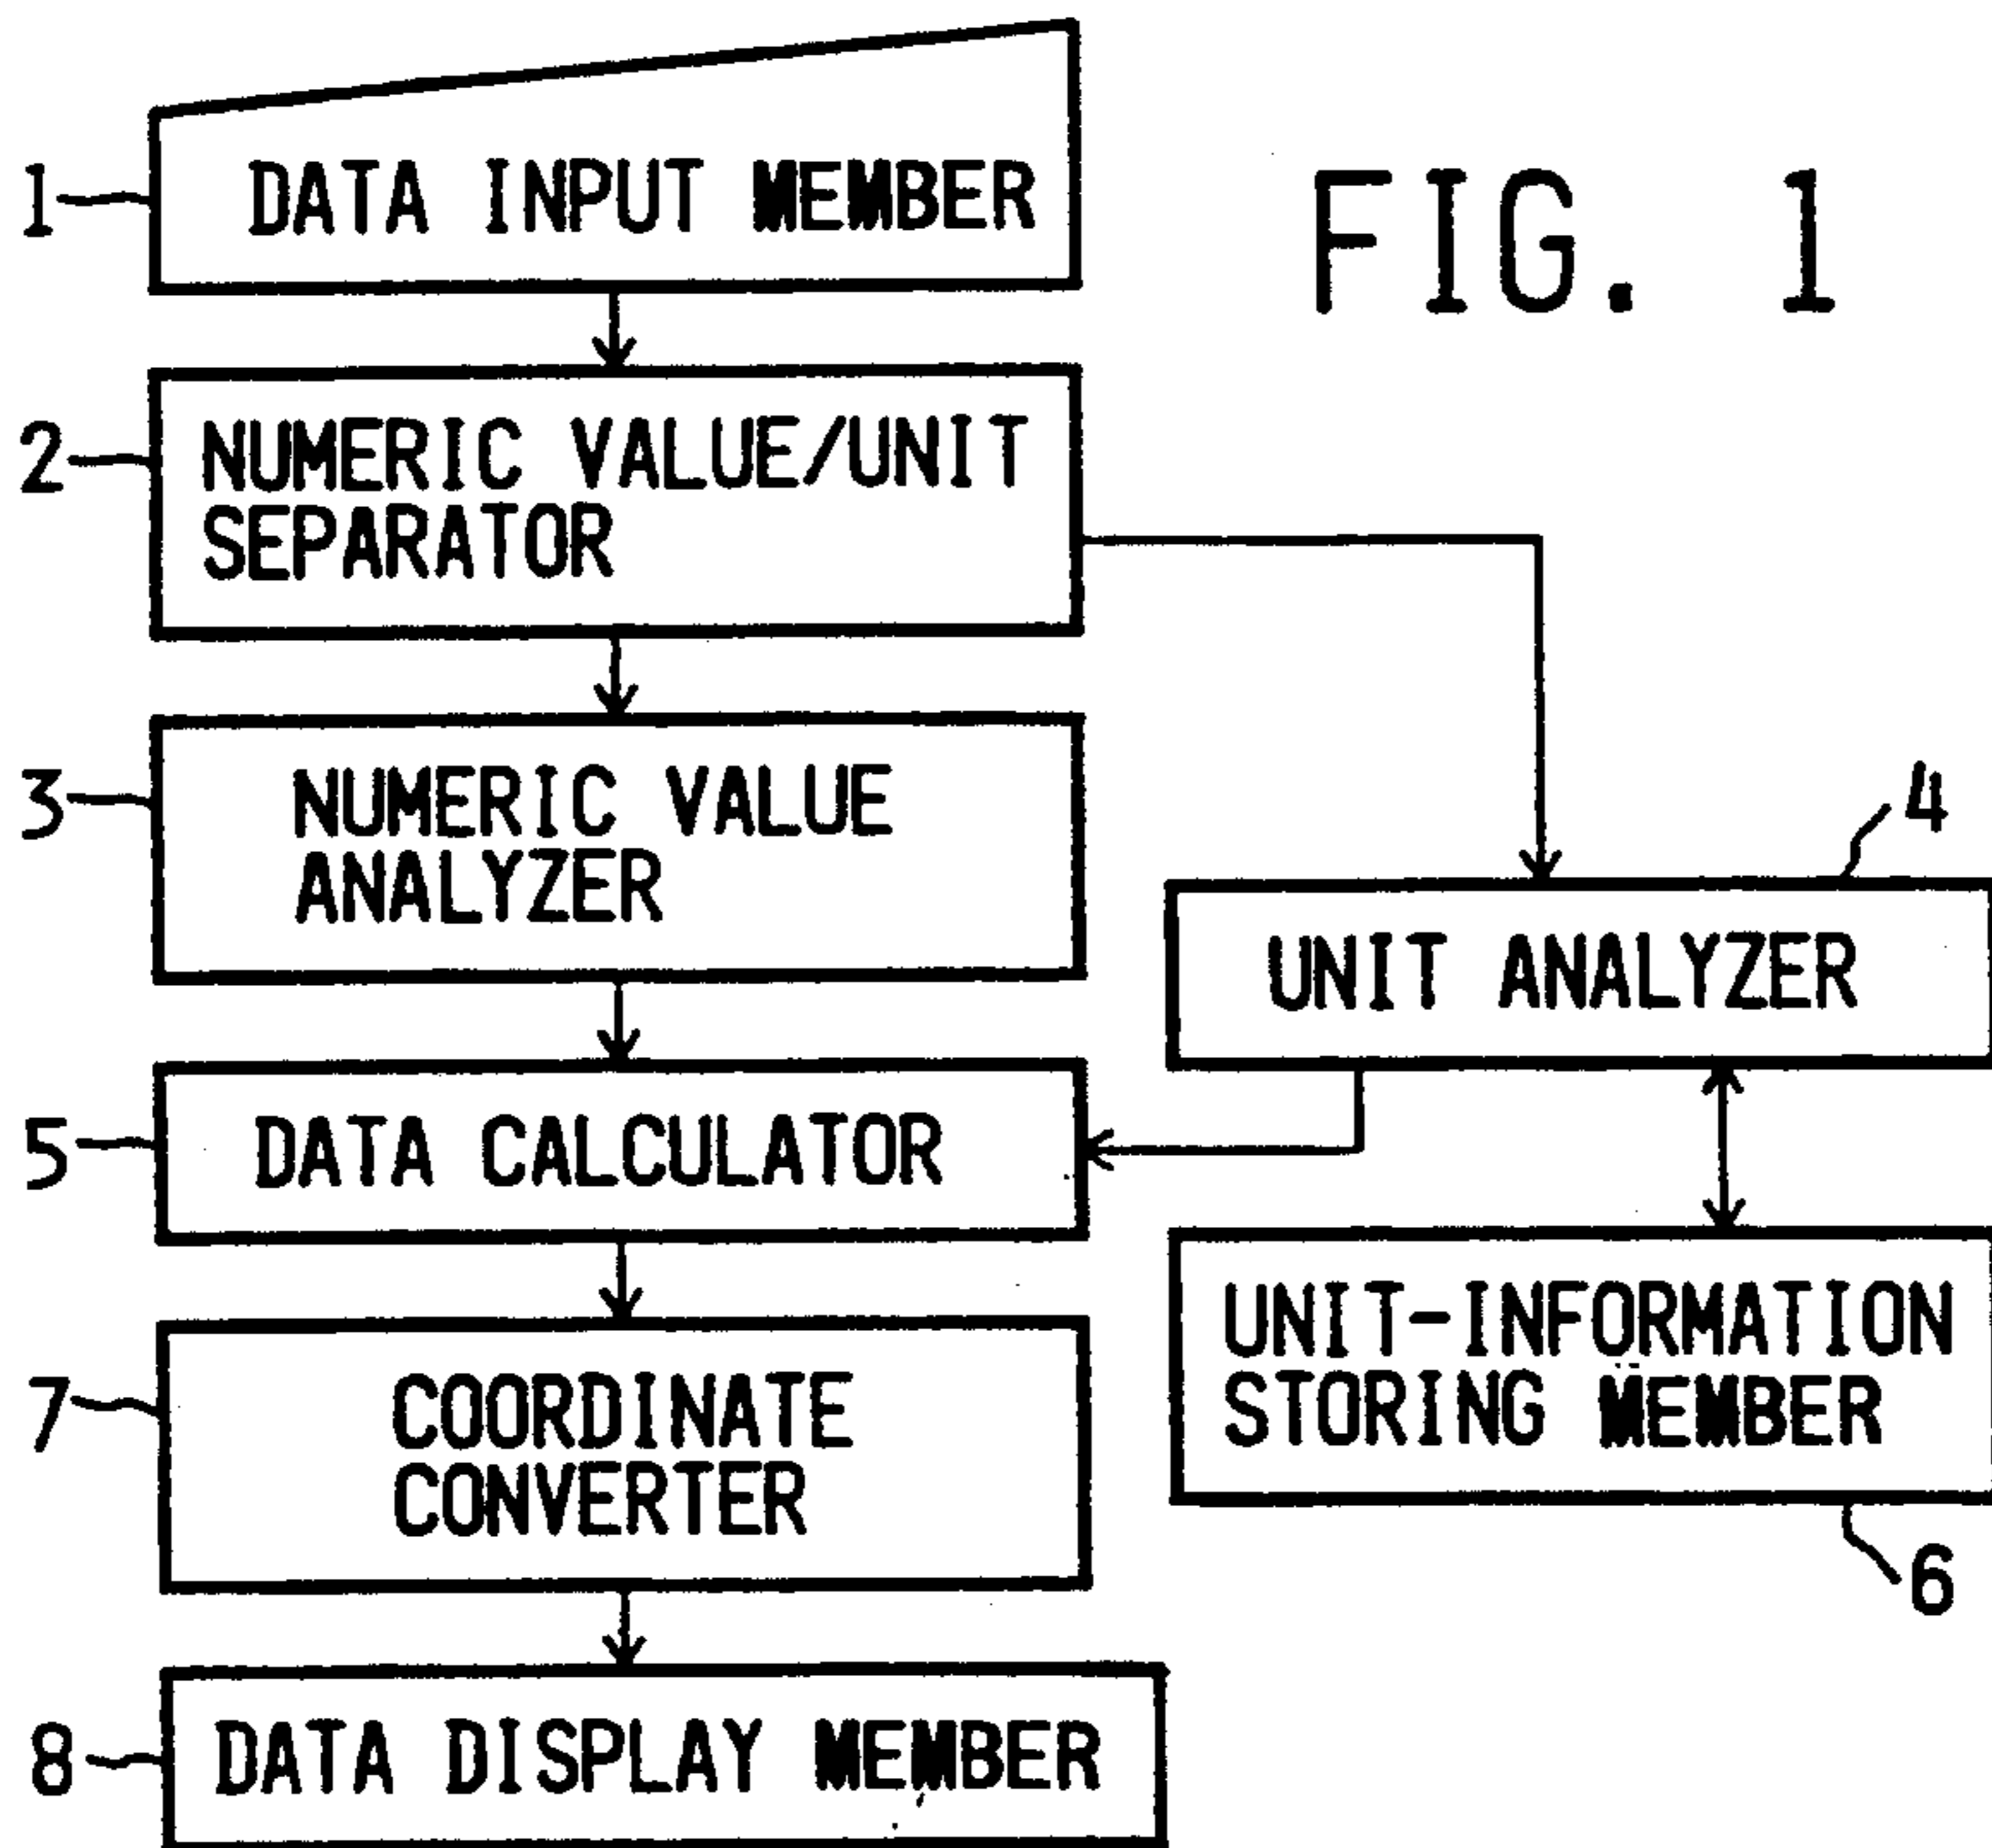 FIG. 1
1
DATA INPUT MEMBER
2
NUMERIC VALUE/UNIT
SEPARATOR
3
NUMERIC VALUE
ANALYZER
4
UNIT ANALYZER
5
DATA CALCULATOR
UNIT-INFORMATION
STORING MEMBER
6
7
COORDINATE
CONVERTER
8
DATA DISPLAY MEMBER